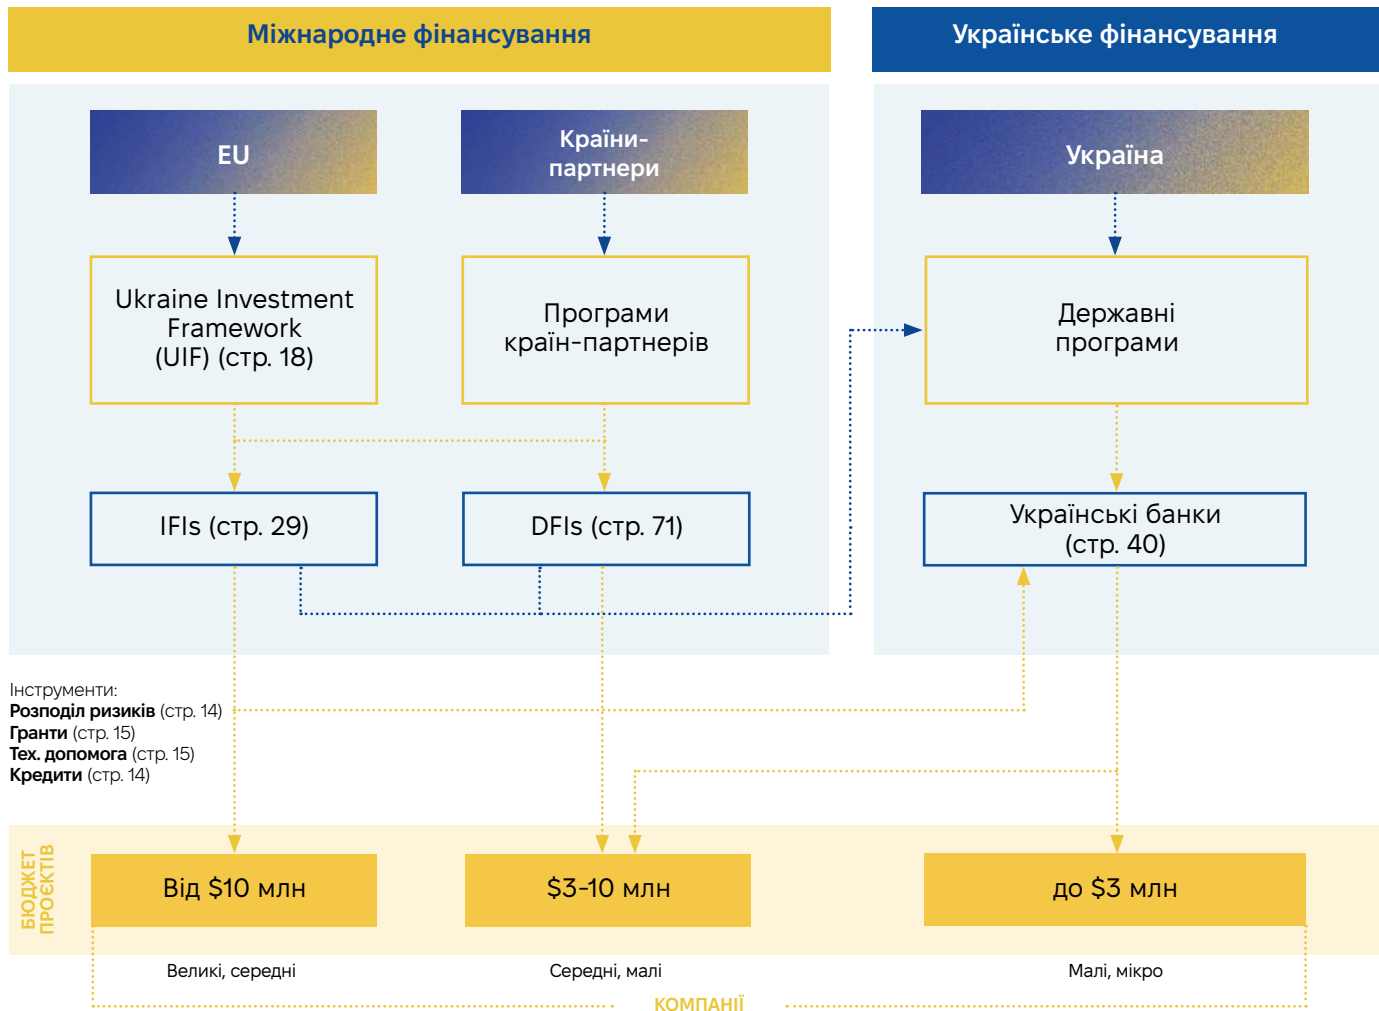 Міжнародне фінансування
Українське фінансування
EU
Країни-
партнери
Україна
Ukraine Investment
Framework
(UIF) (стр. 18)
Програми
країн-партнерів
Державні
програми
IFIs (стр. 29)
DFIs (стр. 71)
Українські банки
(стр. 40)
Інструменти:
Розподіл ризиків (стр. 14)
Гранти (стр. 15)
Тех. допомога (стр. 15)
Кредити (стр. 14)
БЮДЖЕТ
ПРОЄКТІВ
Від $10 млн
$3-10 млн
до $3 млн
Великі, середні
Середні, малі
Малі, мікро
КОМПАНІЇ